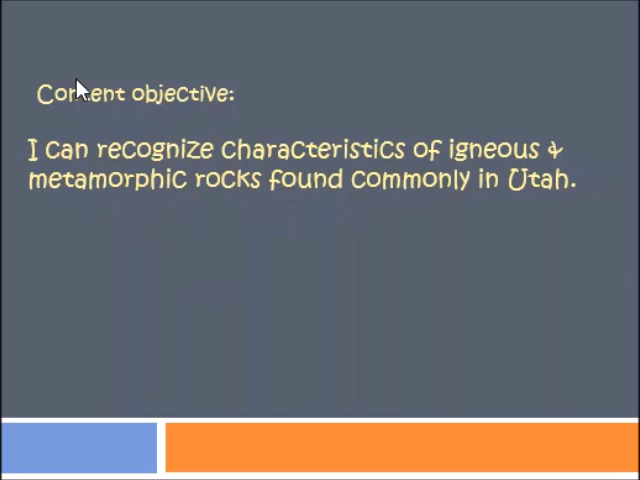 Content objective:
I can recognize characteristics of igneous &
metamorphic rocks found commonly in Utah.